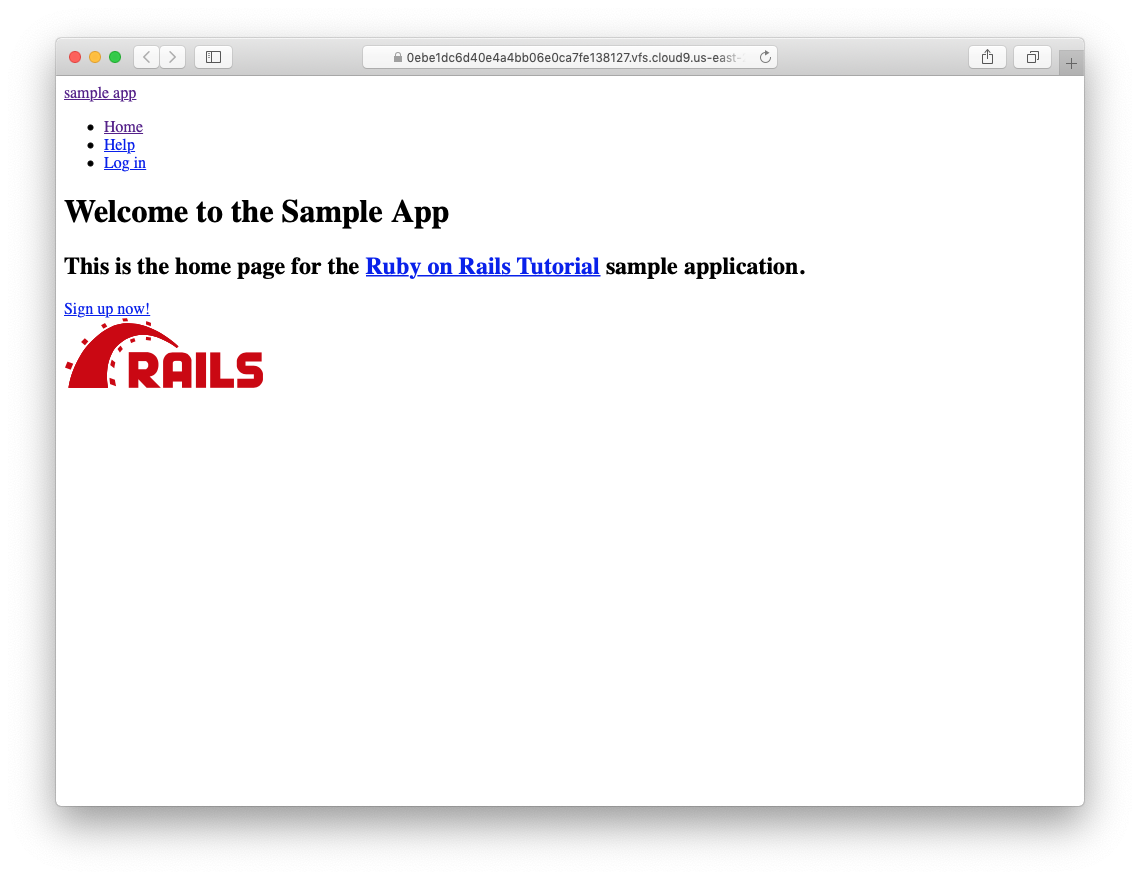 0ebe1dc6d40e4a4bb06e0ca7fe138127.vfs.cloud9.us-east-
sample app
Home
Help
Log in
Welcome to the Sample App
This is the home page for the Ruby on Rails Tutorial sample application.
Sign up now!
RAILS